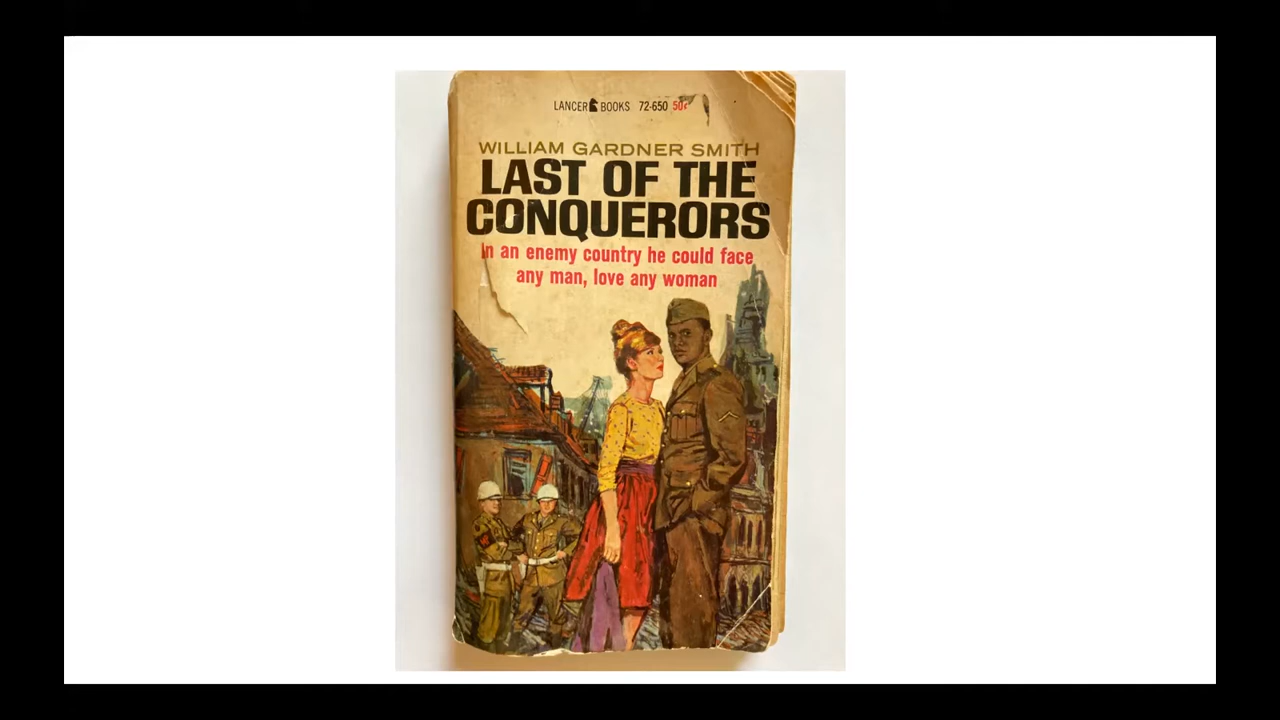 LANCER BOOKS 72-650 50¢
WILLIAM GARDNER SMITH
LAST OF THE
CONQUERORS
In an enemy country he could face
any man, love any woman